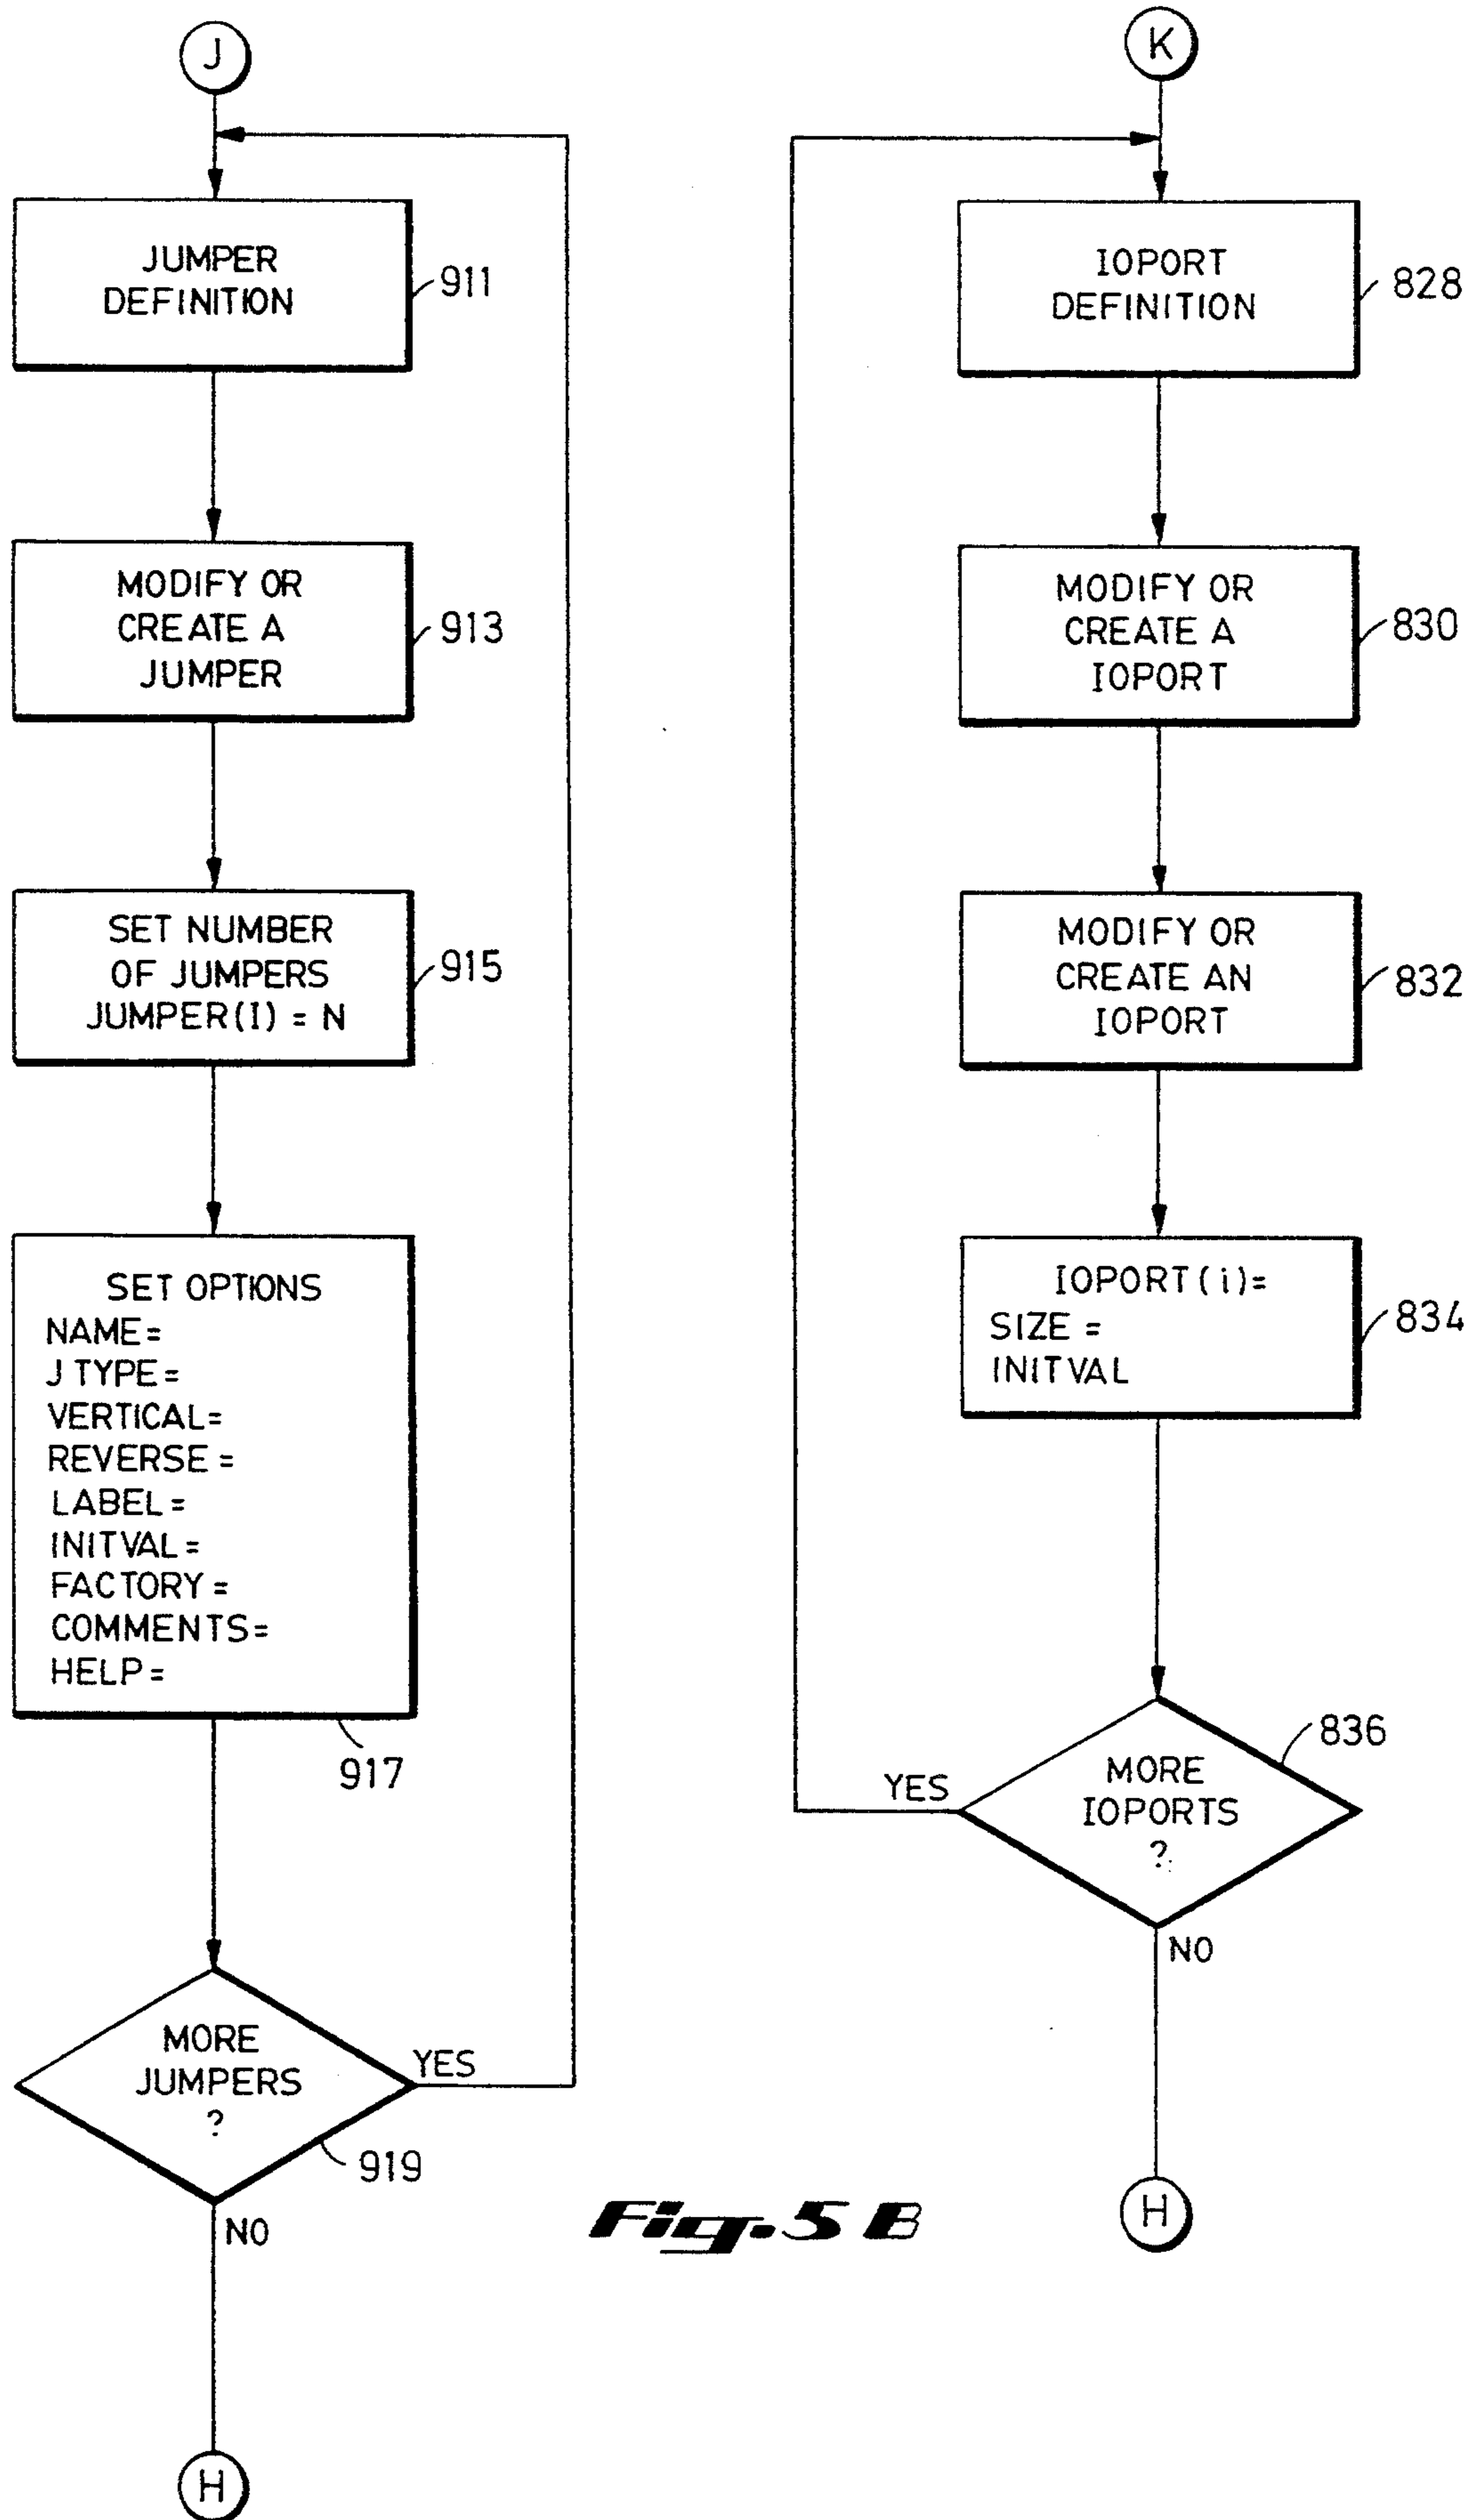 J
JUMPER
DEFINITION
911
MODIFY OR
CREATE A
JUMPER
913
SET NUMBER
OF JUMPERS
JUMPER(I) = N
915
SET OPTIONS
NAME=
J TYPE=
VERTICAL=
REVERSE =
LABEL=
INITVAL=
FACTORY=
COMMENTS=
HELP=
917
MORE
JUMPERS
?
YES
919
NO
H
K
IOPORT
DEFINITION
828
MODIFY OR
CREATE A
IOPORT
830
MODIFY OR
CREATE AN
IOPORT
832
IOPORT(i)=
SIZE =
INITVAL
834
836
MORE
IOPORTS
?
YES
NO
H
Fig. 5 B